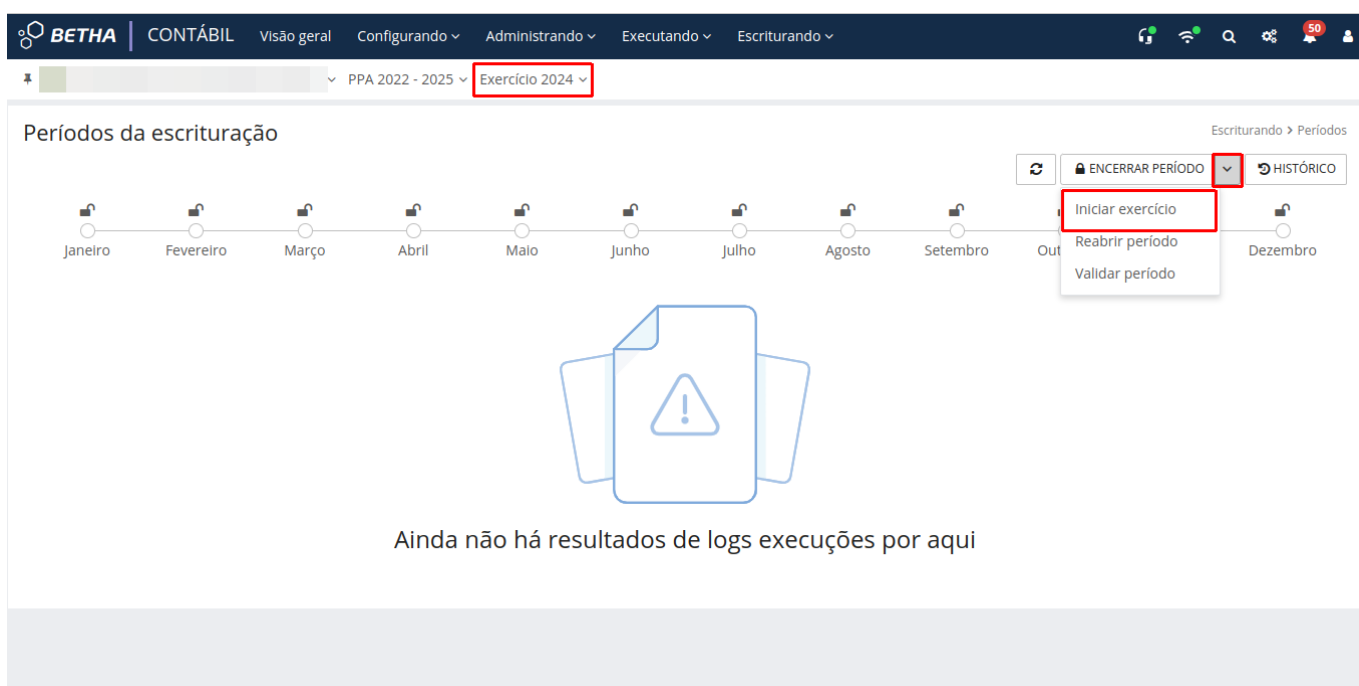 BETHA CONTÁBIL Visão geral Configurando Administrando Executando Escriturando 50
PPA 2022 - 2025 Exercício 2024
Períodos da escrituração
Escriturando > Períodos
ENCERRAR PERÍODO HISTÓRICO
Iniciar exercício
Reabrir período
Validar período
Janeiro Fevereiro Março Abril Maio Junho Julho Agosto Setembro Out Dezembro
Ainda não há resultados de logs execuções por aqui